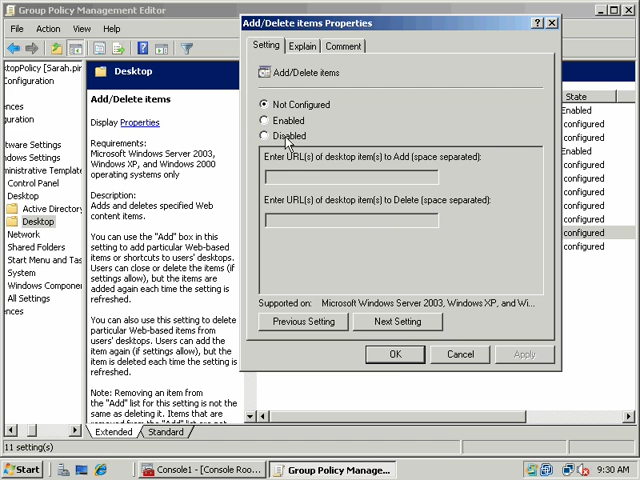 Group Policy Management Editor
File Action View Help
ktopPolicy [Sarah.pir
Configuration
ences
guration
tware Settings
dows Settings
ministrative Templat
Control Panel
Desktop
Active Directory
Desktop
Network
Shared Folders
Start Menu and Tas
System
Windows Componen
All Settings
ences
Desktop
Add/Delete items
Display Properties
Requirements:
Microsoft Windows Server 2003,
Windows XP, and Windows 2000
operating systems only
Description:
Adds and deletes specified Web
content items.
You can use the "Add" box in this
setting to add particular Web-based
items or shortcuts to users' desktops.
Users can close or delete the items (if
settings allow), but the items are
added again each time the setting is
refreshed.
You can also use this setting to delete
particular Web-based items from
users' desktops. Users can add the
item again (if settings allow), but the
item is deleted each time the setting is
refreshed.
Note: Removing an item from
the "Add" list for this setting is not the
same as deleting it. Items that are
Extended Standard
11 setting(s)
Add/Delete items Properties
Setting Explain Comment
Add/Delete items
Not Configured
Enabled
Disabled
Enter URL(s) of desktop item(s) to Add (space separated):
Enter URL(s) of desktop item(s) to Delete (space separated):
Supported on: Microsoft Windows Server 2003, Windows XP, and Wi...
Previous Setting Next Setting
OK Cancel Apply
State
Enabled
configured
configured
configured
Enabled
configured
configured
configured
configured
configured
configured
Start Console1 - [Console Roo... Group Policy Manage... 9:30 AM